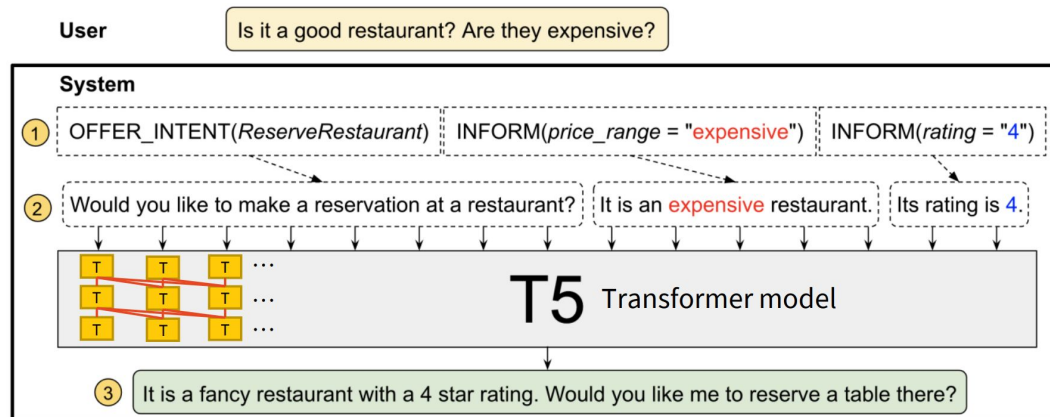 User
Is it a good restaurant? Are they expensive?
System
1
OFFER_INTENT(ReserveRestaurant)
INFORM(price_range = "expensive")
INFORM(rating = "4")
2
Would you like to make a reservation at a restaurant?
It is an expensive restaurant.
Its rating is 4.
T T T ...
T T T ...
T T T ...
T5 Transformer model
3
It is a fancy restaurant with a 4 star rating. Would you like me to reserve a table there?